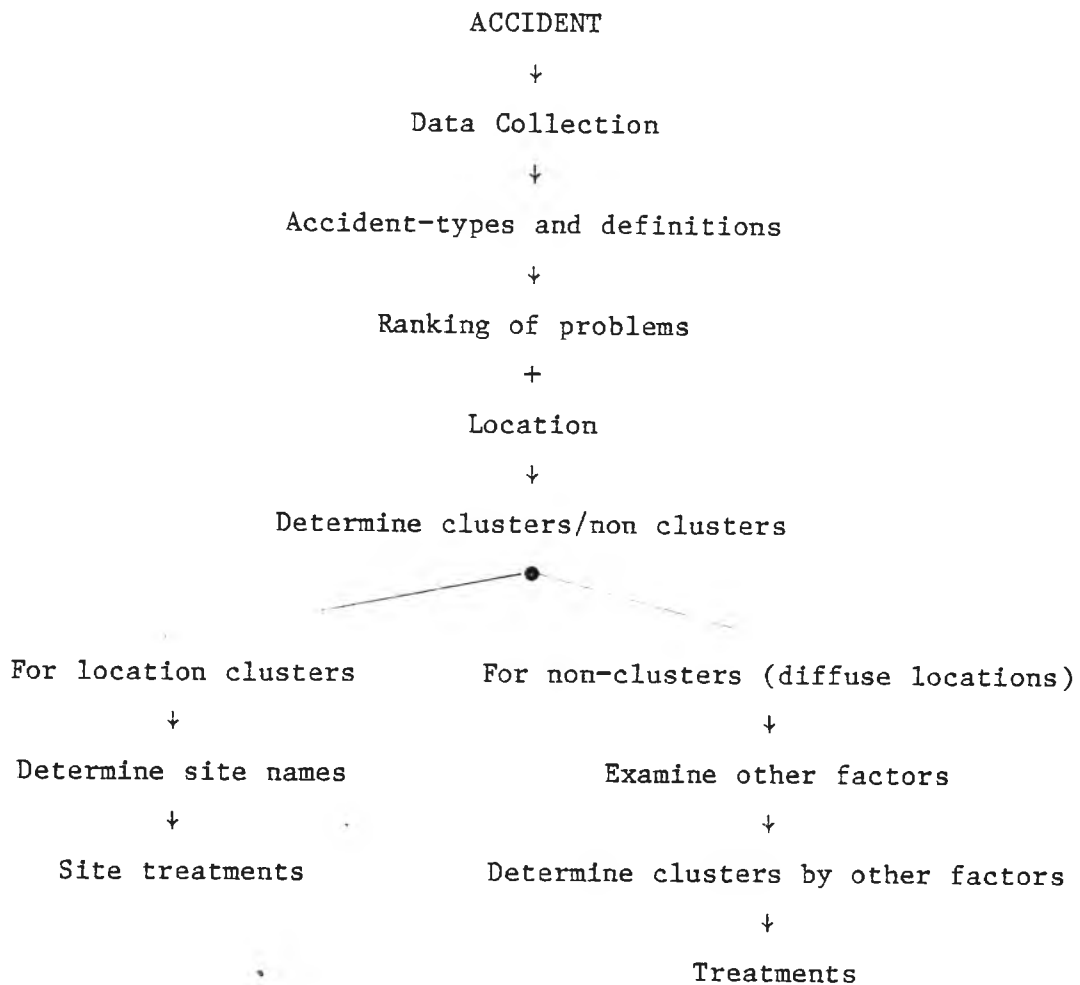 ACCIDENT
↓
Data Collection
↓
Accident-types and definitions
↓
Ranking of problems
+
Location
↓
Determine clusters/non clusters
For location clusters
↓
Determine site names
↓
Site treatments
For non-clusters (diffuse locations)
↓
Examine other factors
↓
Determine clusters by other factors
↓
Treatments